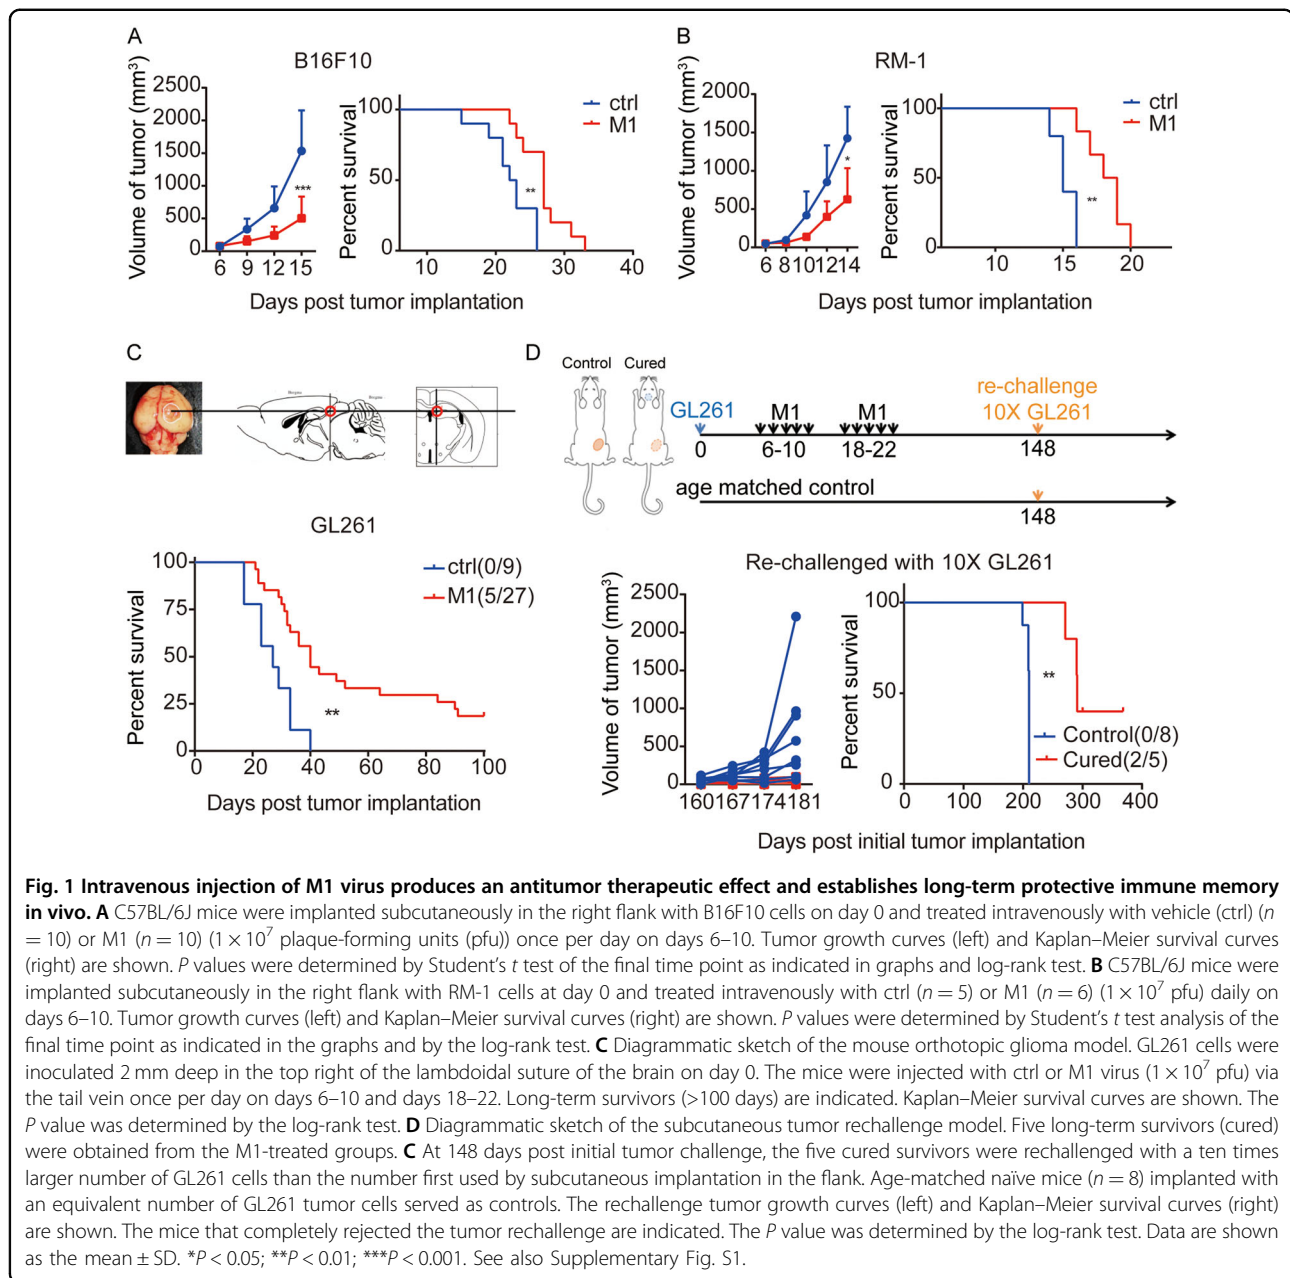 A
B16F10
Volume of tumor (mm³)
2500
2000
1500
1000
500
0
6 9 12 15
***
Percent survival
100
50
0
10 20 30 40
**
ctrl
M1
Days post tumor implantation
B
RM-1
Volume of tumor (mm³)
2000
1500
1000
500
0
6 8 10 12 14
*
Percent survival
100
50
0
10 15 20
**
ctrl
M1
Days post tumor implantation
C
GL261
Percent survival
100
75
50
25
0
0 20 40 60 80 100
**
ctrl(0/9)
M1(5/27)
Days post tumor implantation
D
Control Cured
GL261
M1
M1
re-challenge
10X GL261
0 6-10 18-22 148
age matched control
148
Re-challenged with 10X GL261
Volume of tumor (mm³)
2500
2000
1500
1000
500
0
160 167 174 181
Percent survival
100
50
0
0 100 200 300 400
**
Control(0/8)
Cured(2/5)
Days post initial tumor implantation
Fig. 1 Intravenous injection of M1 virus produces an antitumor therapeutic effect and establishes long-term protective immune memory
in vivo. A C57BL/6J mice were implanted subcutaneously in the right flank with B16F10 cells on day 0 and treated intravenously with vehicle (ctrl) (n
= 10) or M1 (n = 10) (1 × 10⁷ plaque-forming units (pfu)) once per day on days 6–10. Tumor growth curves (left) and Kaplan–Meier survival curves
(right) are shown. P values were determined by Student's t test of the final time point as indicated in graphs and log-rank test. B C57BL/6J mice were
implanted subcutaneously in the right flank with RM-1 cells at day 0 and treated intravenously with ctrl (n = 5) or M1 (n = 6) (1 × 10⁷ pfu) daily on
days 6–10. Tumor growth curves (left) and Kaplan–Meier survival curves (right) are shown. P values were determined by Student's t test analysis of the
final time point as indicated in the graphs and by the log-rank test. C Diagrammatic sketch of the mouse orthotopic glioma model. GL261 cells were
inoculated 2 mm deep in the top right of the lambdoidal suture of the brain on day 0. The mice were injected with ctrl or M1 virus (1 × 10⁷ pfu) via
the tail vein once per day on days 6–10 and days 18–22. Long-term survivors (>100 days) are indicated. Kaplan–Meier survival curves are shown. The
P value was determined by the log-rank test. D Diagrammatic sketch of the subcutaneous tumor rechallenge model. Five long-term survivors (cured)
were obtained from the M1-treated groups. C At 148 days post initial tumor challenge, the five cured survivors were rechallenged with a ten times
larger number of GL261 cells than the number first used by subcutaneous implantation in the flank. Age-matched naïve mice (n = 8) implanted with
an equivalent number of GL261 tumor cells served as controls. The rechallenge tumor growth curves (left) and Kaplan–Meier survival curves (right)
are shown. The mice that completely rejected the tumor rechallenge are indicated. The P value was determined by the log-rank test. Data are shown
as the mean ± SD. *P < 0.05; **P < 0.01; ***P < 0.001. See also Supplementary Fig. S1.